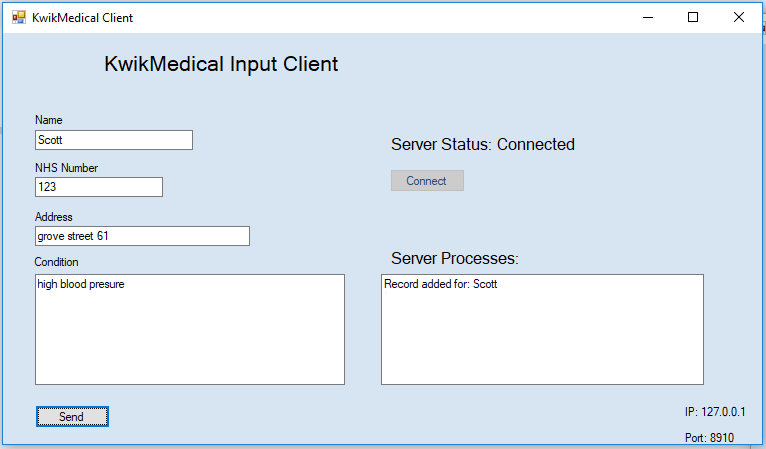 KwikMedical Client
KwikMedical Input Client
Name
Scott
NHS Number
123
Address
grove street 61
Condition
high blood presure
Send
Server Status: Connected
Connect
Server Processes:
Record added for: Scott
IP: 127.0.0.1
Port: 8910